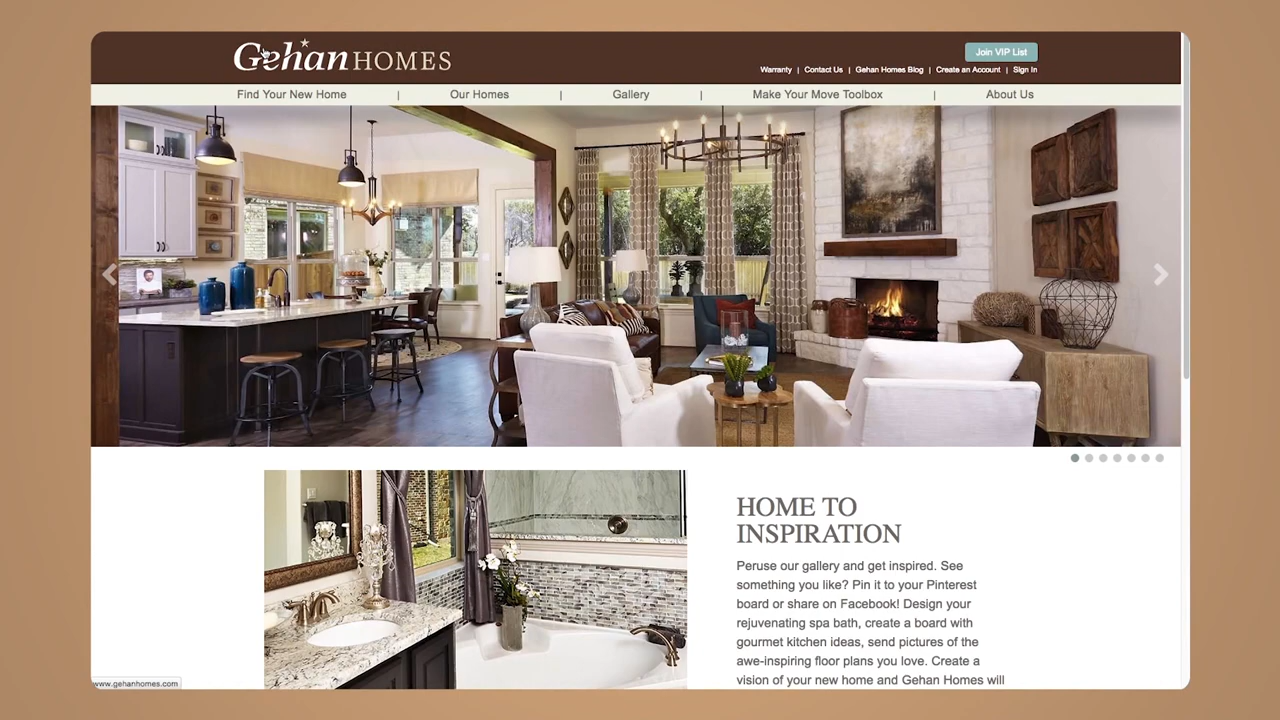 Gehan HOMES
Join VIP List
Warranty | Contact Us | Gehan Homes Blog | Create an Account | Sign In
Find Your New Home | Our Homes | Gallery | Make Your Move Toolbox | About Us
HOME TO
INSPIRATION
Peruse our gallery and get inspired. See
something you like? Pin it to your Pinterest
board or share on Facebook! Design your
rejuvenating spa bath, create a board with
gourmet kitchen ideas, send pictures of the
awe-inspiring floor plans you love. Create a
vision of your new home and Gehan Homes will
www.gehanhomes.com